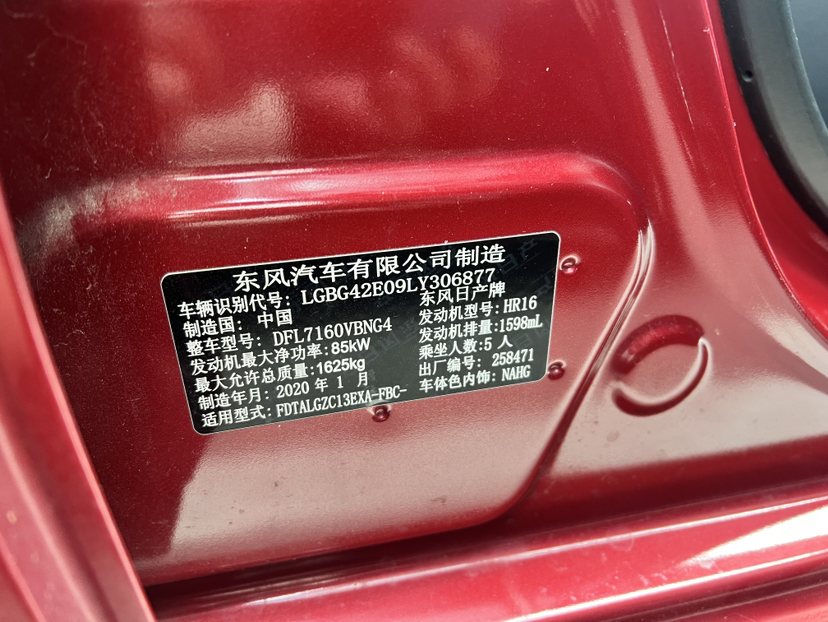 东风汽车有限公司制造
车辆识别代号: LGBG42E09LY306877
制造国: 中国 东风日产牌
整车型号: DFL7160VBNG4 发动机型号: HR16
发动机最大净功率: 85kW 发动机排量: 1598mL
最大允许总质量: 1625kg 乘坐人数: 5 人
制造年月: 2020 年 1 月 出厂编号: 258471
适用型式: FDTALGZC13EXA-FBC- 车体色内饰: NAHG